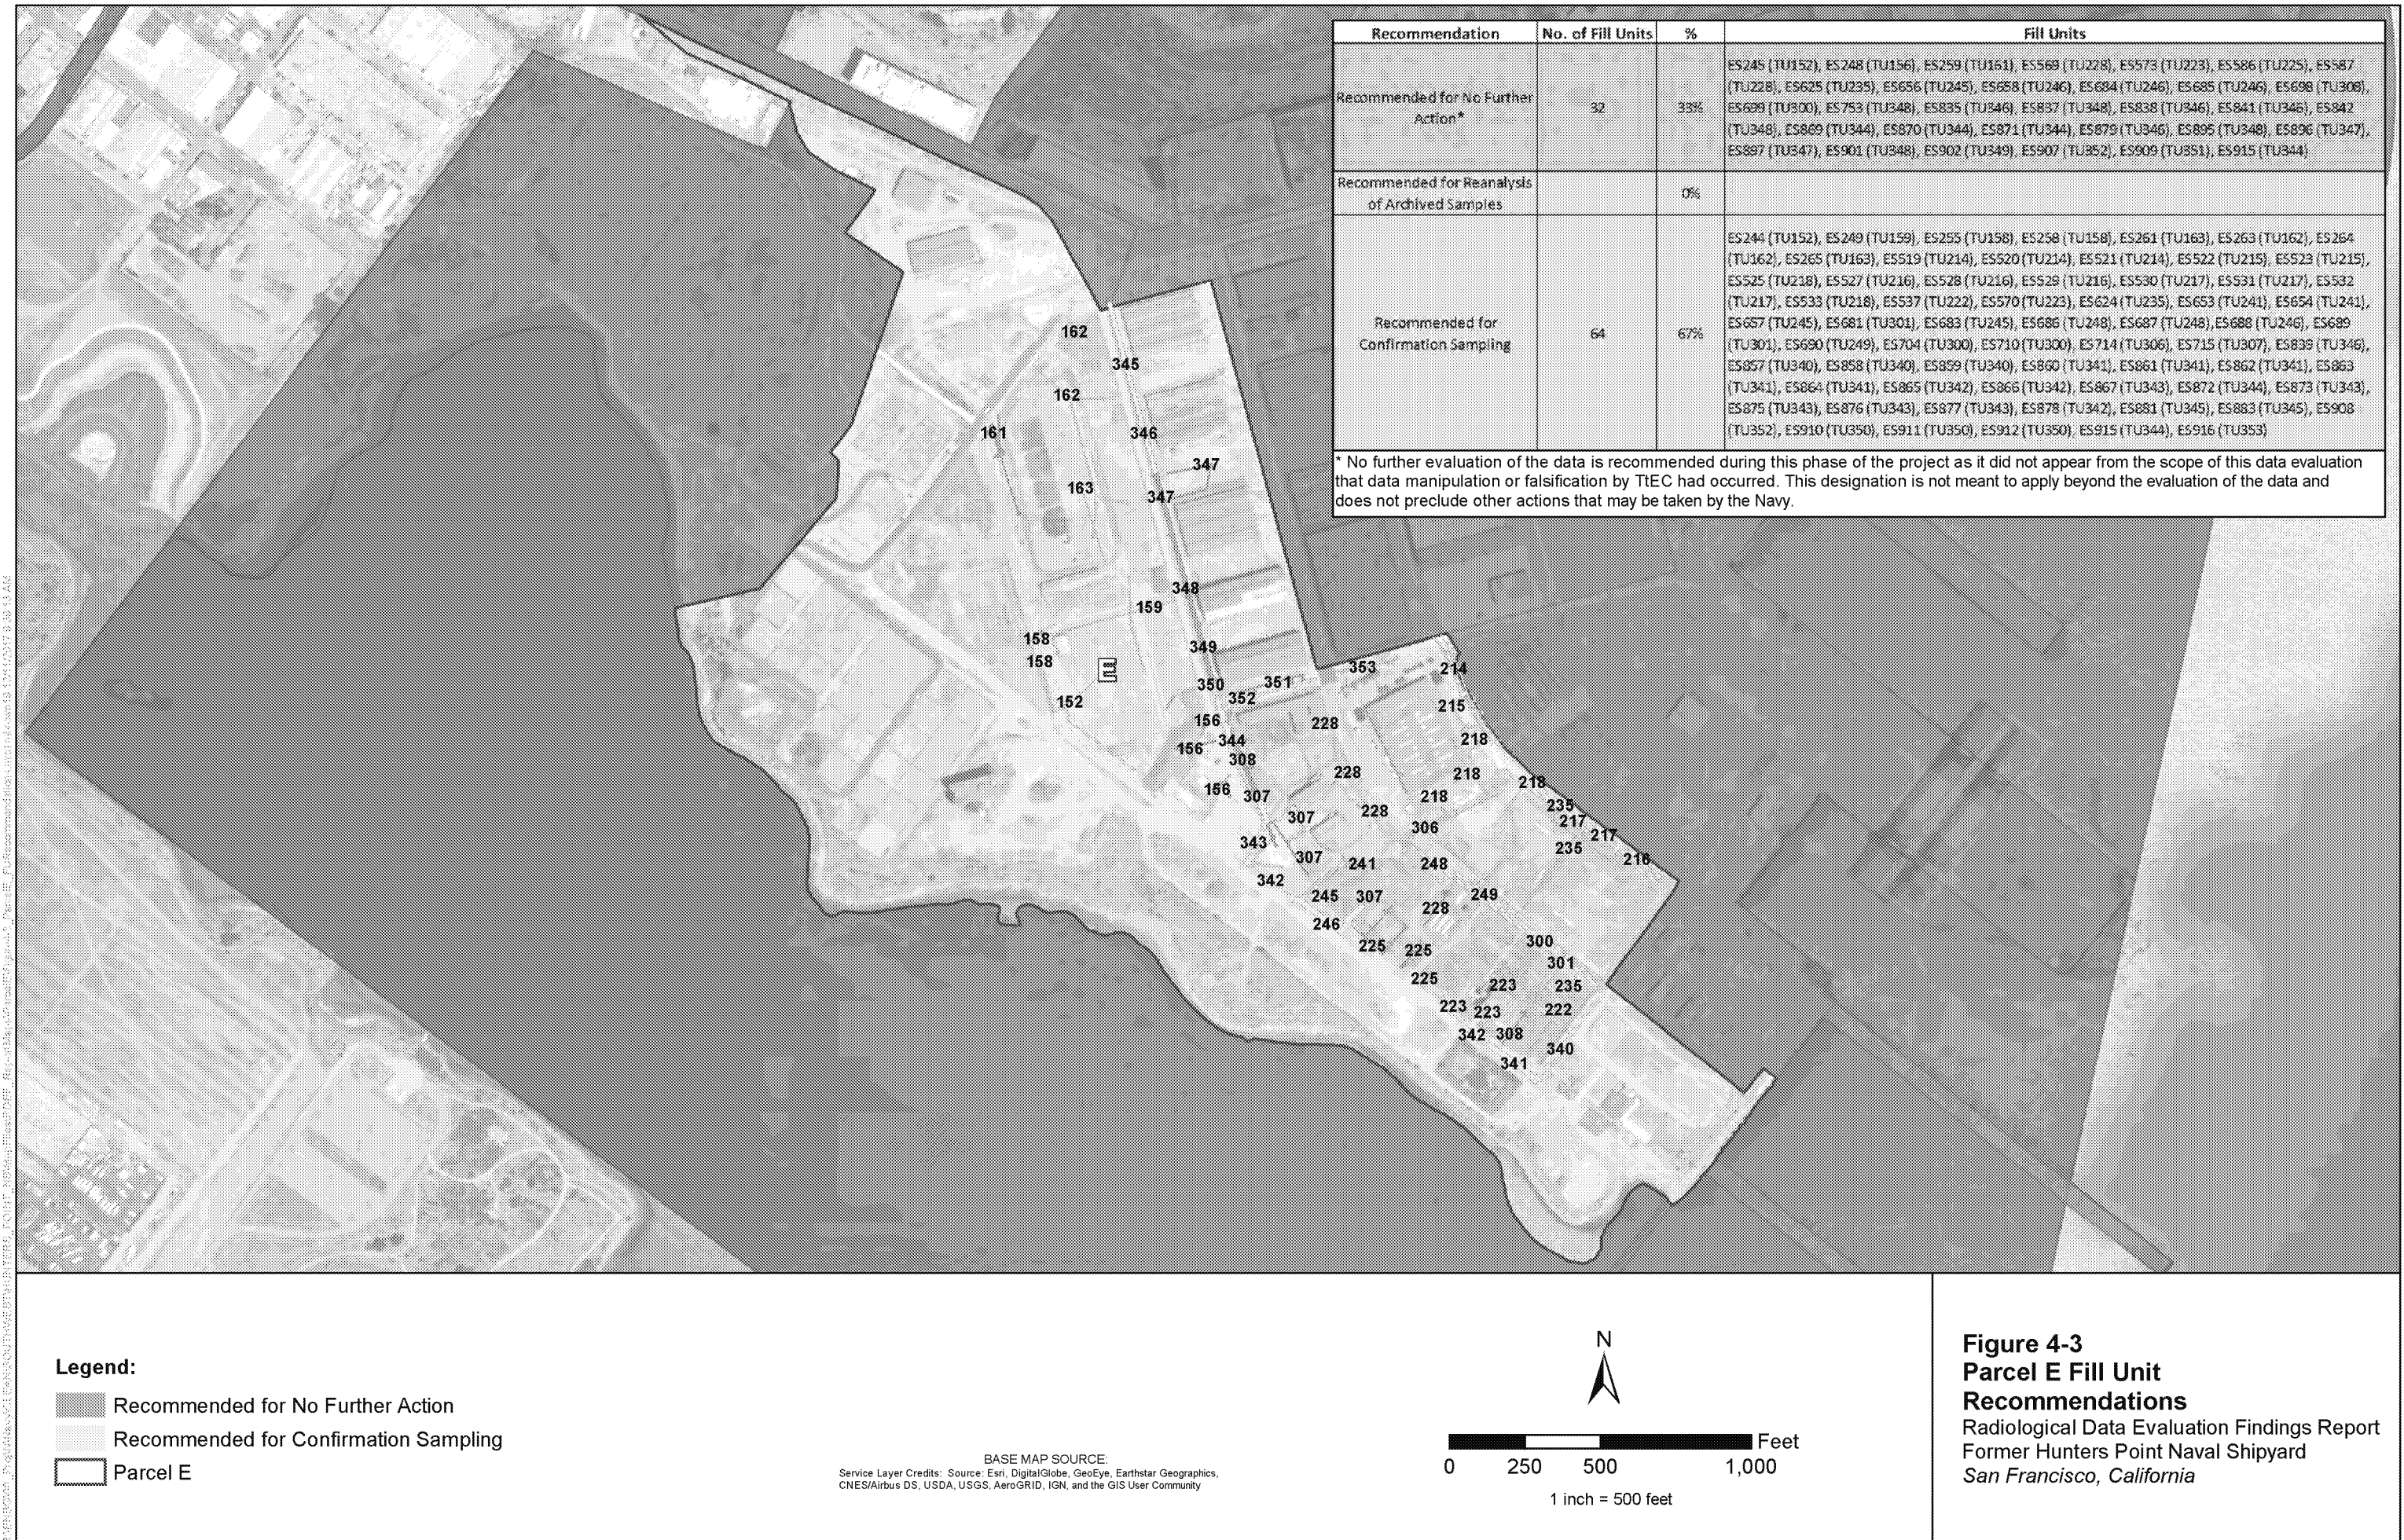 Recommendation No. of Fill Units % Fill Units
Recommended for No Further
Action*
32 33%
ES245 (TU152), ES248 (TU156), ES259 (TU161), ES569 (TU228), ES573 (TU223), ES586 (TU225), ES587
(TU228), ES625 (TU235), ES656 (TU245), ES658 (TU246), ES684 (TU246), ES685 (TU246), ES698 (TU308),
ES699 (TU300), ES753 (TU348), ES835 (TU346), ES837 (TU348), ES838 (TU346), ES841 (TU346), ES842
(TU348), ES869 (TU344), ES870 (TU344), ES871 (TU344), ES879 (TU346), ES895 (TU348), ES896 (TU347),
ES897 (TU347), ES901 (TU348), ES902 (TU349), ES907 (TU352), ES909 (TU351), ES915 (TU344)
Recommended for Reanalysis
of Archived Samples
0%
Recommended for
Confirmation Sampling
64 67%
ES244 (TU152), ES249 (TU159), ES255 (TU158), ES258 (TU158), ES261 (TU163), ES263 (TU162), ES264
(TU162), ES265 (TU163), ES519 (TU214), ES520 (TU214), ES521 (TU214), ES522 (TU215), ES523 (TU215),
ES525 (TU218), ES527 (TU216), ES528 (TU216), ES529 (TU216), ES530 (TU217), ES531 (TU217), ES532
(TU217), ES533 (TU218), ES537 (TU222), ES570 (TU223), ES624 (TU235), ES653 (TU241), ES654 (TU241),
ES657 (TU245), ES681 (TU301), ES683 (TU245), ES686 (TU248), ES687 (TU248),ES688 (TU246), ES689
(TU301), ES690 (TU249), ES704 (TU300), ES710 (TU300), ES714 (TU306), ES715 (TU307), ES839 (TU346),
ES857 (TU340), ES858 (TU340), ES859 (TU340), ES860 (TU341), ES861 (TU341), ES862 (TU341), ES863
(TU341), ES864 (TU341), ES865 (TU342), ES866 (TU342), ES867 (TU343), ES872 (TU344), ES873 (TU343),
ES875 (TU343), ES876 (TU343), ES877 (TU343), ES878 (TU342), ES881 (TU345), ES883 (TU345), ES908
(TU352), ES910 (TU350), ES911 (TU350), ES912 (TU350), ES915 (TU344), ES916 (TU353)
* No further evaluation of the data is recommended during this phase of the project as it did not appear from the scope of this data evaluation
that data manipulation or falsification by TtEC had occurred. This designation is not meant to apply beyond the evaluation of the data and
does not preclude other actions that may be taken by the Navy.
162
345
162
161
346
347
163
347
348
159
158
349
158
E
353
214
350
351
152
352
215
156
228
344
218
156
308
228
218
218
156
307
218
235
307
228
217
306
217
343
235
307
241
248
216
342
245
307
249
228
246
225
225
300
301
225
223
235
223
223
222
342
308
340
341
Legend:
Recommended for No Further Action
Recommended for Confirmation Sampling
Parcel E
BASE MAP SOURCE:
Service Layer Credits: Source: Esri, DigitalGlobe, GeoEye, Earthstar Geographics,
CNES/Airbus DS, USDA, USGS, AeroGRID, IGN, and the GIS User Community
N
Feet
0 250 500 1,000
1 inch = 500 feet
Figure 4-3
Parcel E Fill Unit
Recommendations
Radiological Data Evaluation Findings Report
Former Hunters Point Naval Shipyard
San Francisco, California